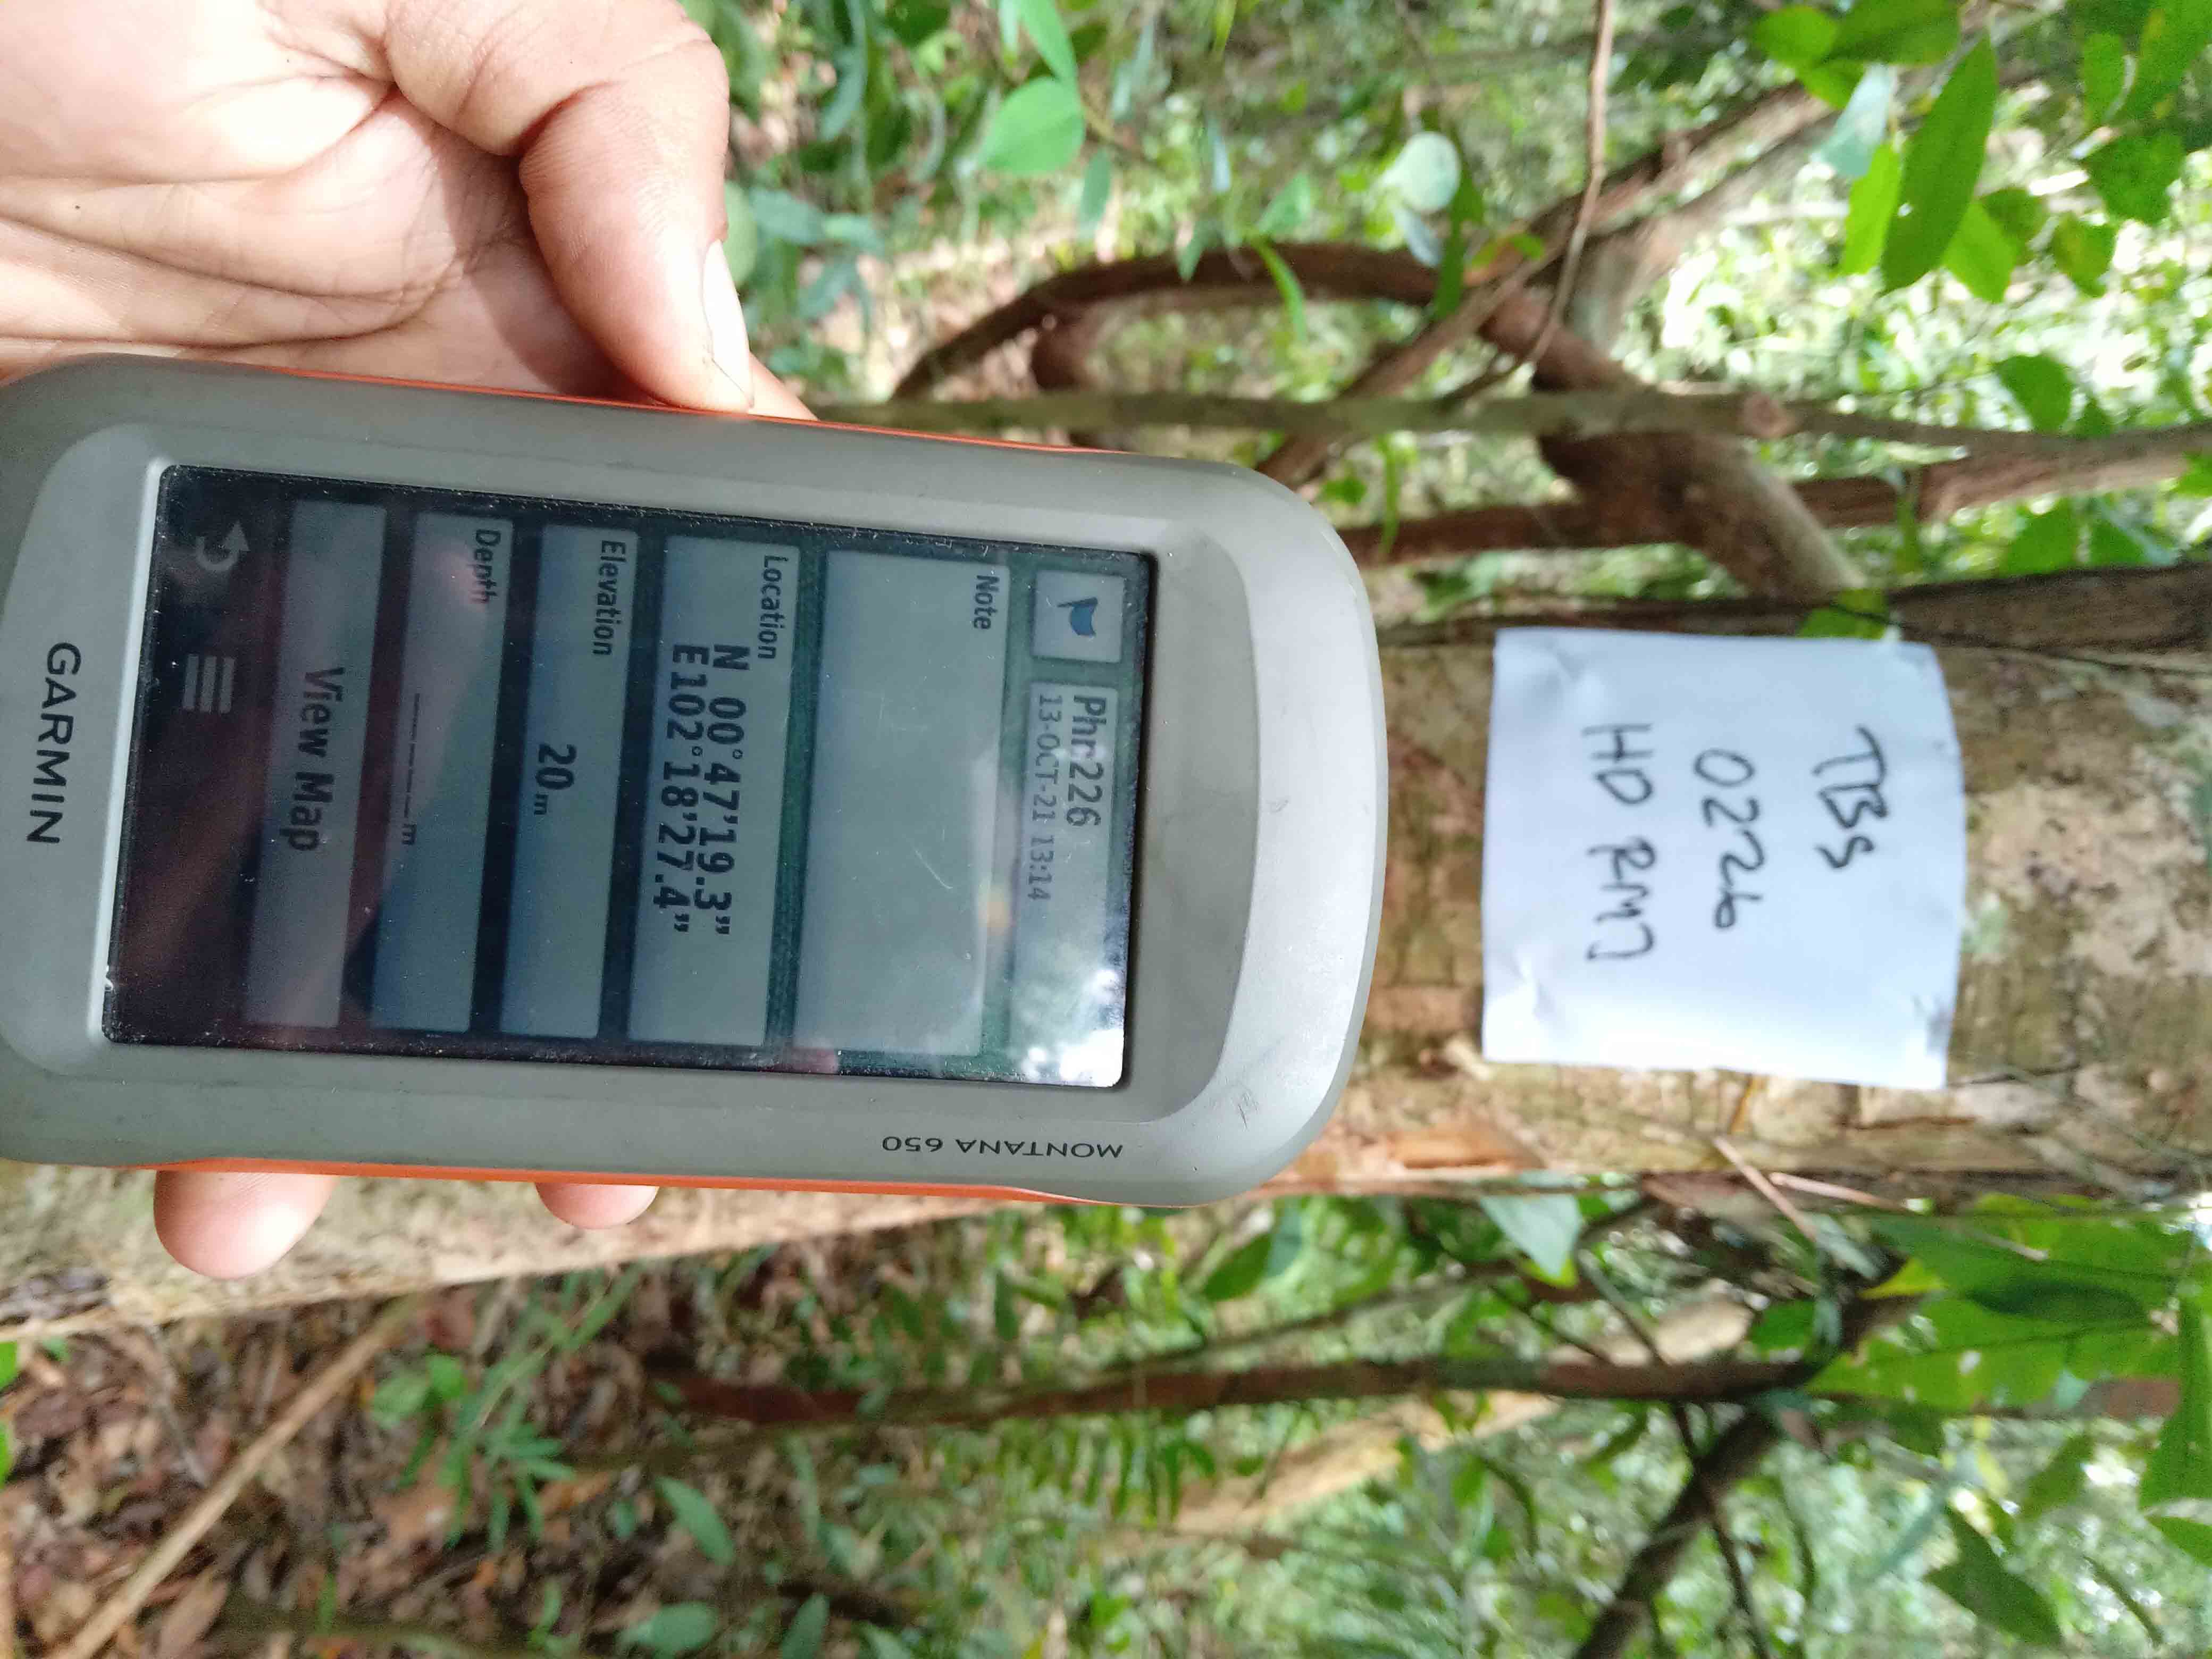 TBS
0226
HD RMJ
MONTANA 650
Phn226
13-OCT-21 13:14
Note
Location
N 00°47'19.3"
E102°18'27.4"
Elevation
20m
Depth
_____m
View Map
GARMIN